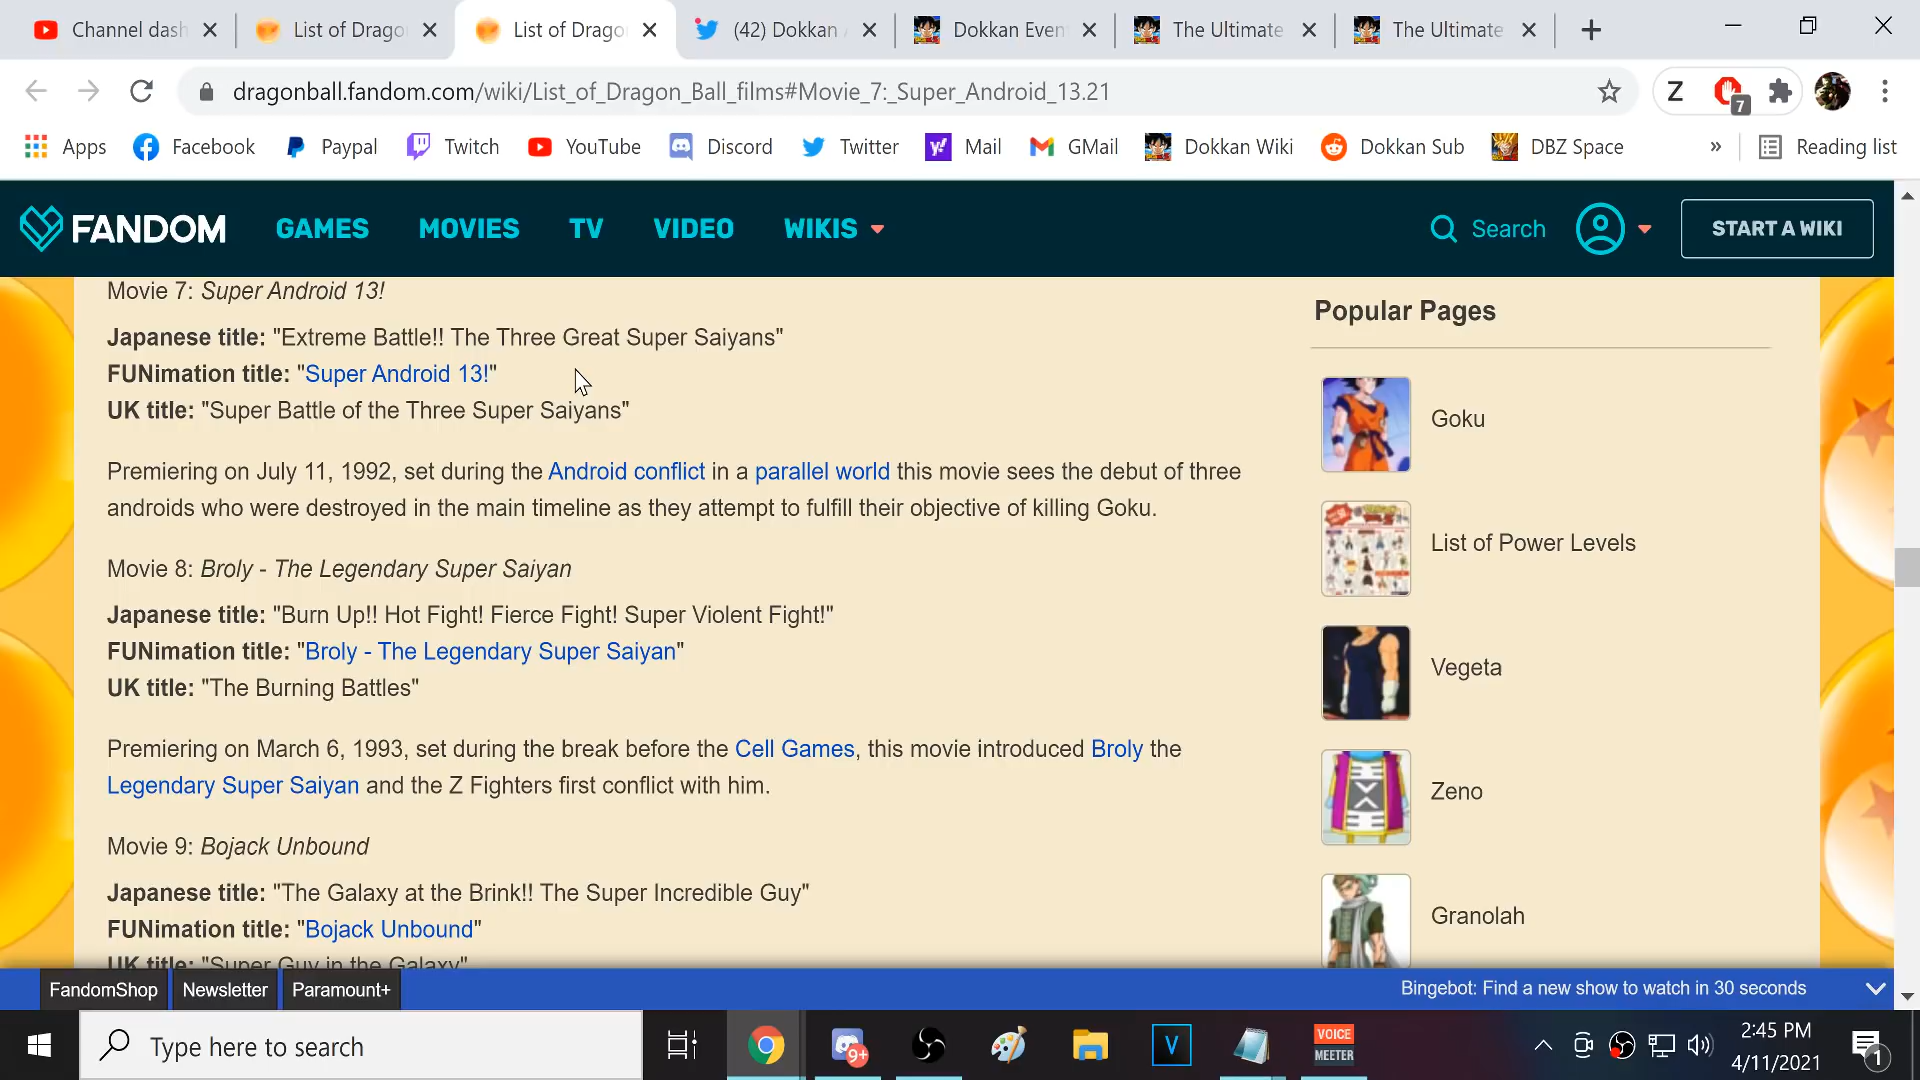 Channel dash
List of Drago
List of Drago
(42) Dokkan
Dokkan Even
The Ultimate
The Ultimate
dragonball.fandom.com/wiki/List_of_Dragon_Ball_films#Movie_7:_Super_Android_13.21
Z
7
Apps
Facebook
Paypal
Twitch
YouTube
Discord
Twitter
Mail
GMail
Dokkan Wiki
Dokkan Sub
DBZ Space
»
Reading list
FANDOM
GAMES
MOVIES
TV
VIDEO
WIKIS
Search
START A WIKI
Movie 7: Super Android 13!
Japanese title: "Extreme Battle!! The Three Great Super Saiyans"
FUNimation title: "Super Android 13!"
UK title: "Super Battle of the Three Super Saiyans"
Premiering on July 11, 1992, set during the Android conflict in a parallel world this movie sees the debut of three
androids who were destroyed in the main timeline as they attempt to fulfill their objective of killing Goku.
Movie 8: Broly - The Legendary Super Saiyan
Japanese title: "Burn Up!! Hot Fight! Fierce Fight! Super Violent Fight!"
FUNimation title: "Broly - The Legendary Super Saiyan"
UK title: "The Burning Battles"
Premiering on March 6, 1993, set during the break before the Cell Games, this movie introduced Broly the
Legendary Super Saiyan and the Z Fighters first conflict with him.
Movie 9: Bojack Unbound
Japanese title: "The Galaxy at the Brink!! The Super Incredible Guy"
FUNimation title: "Bojack Unbound"
UK title: "Super Guy in the Galaxy"
Popular Pages
Goku
List of Power Levels
Vegeta
Zeno
Granolah
FandomShop
Newsletter
Paramount+
Bingebot: Find a new show to watch in 30 seconds
Type here to search
9+
V
VOICE
MEETER
2:45 PM
4/11/2021
1